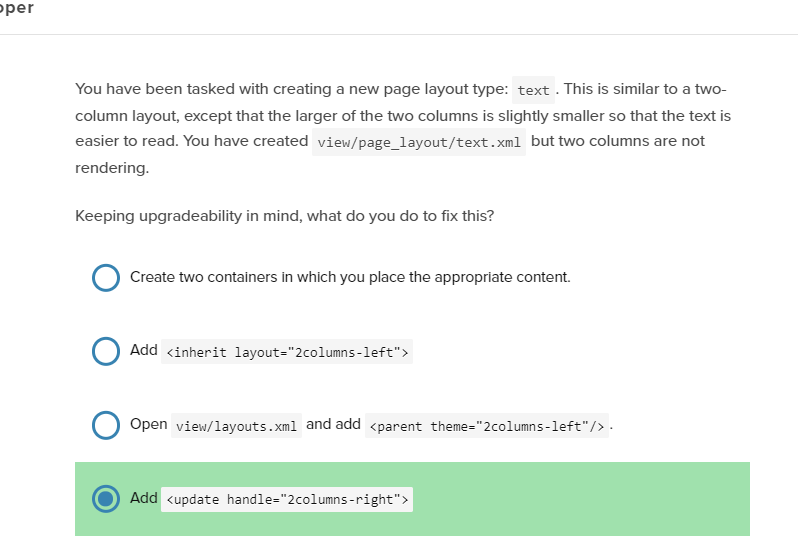 oper
You have been tasked with creating a new page layout type: text . This is similar to a two-
column layout, except that the larger of the two columns is slightly smaller so that the text is
easier to read. You have created view/page_layout/text.xml but two columns are not
rendering.
Keeping upgradeability in mind, what do you do to fix this?
Create two containers in which you place the appropriate content.
Add <inherit layout="2columns-left">
Open view/layouts.xml and add <parent theme="2columns-left"/> .
Add <update handle="2columns-right">